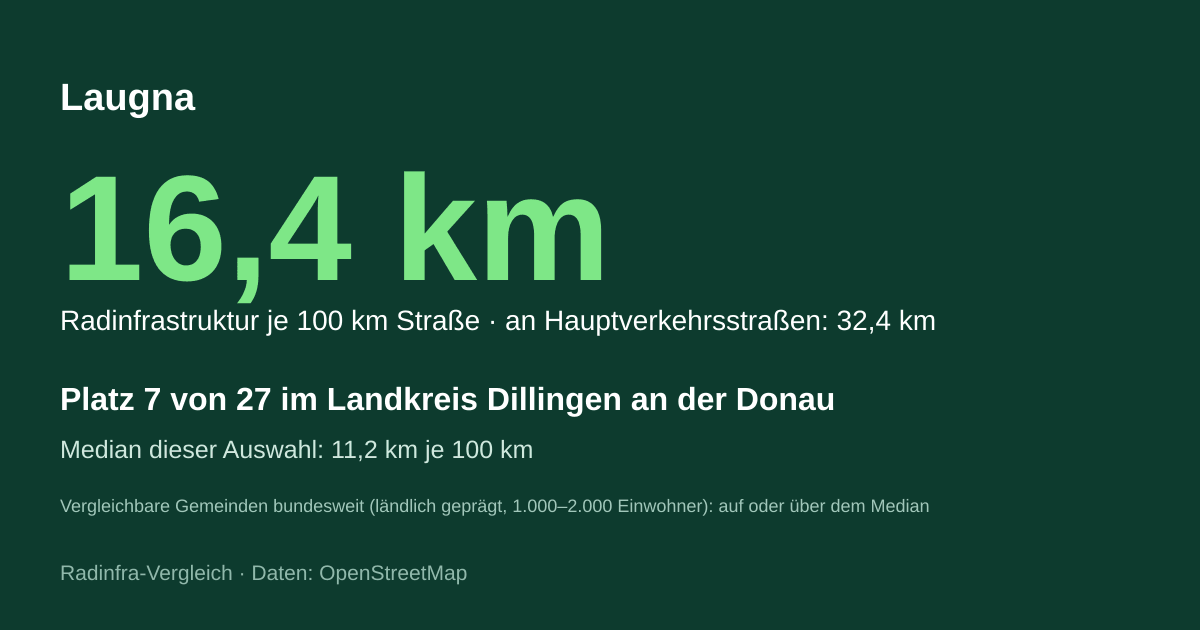 Laugna
16,4 km
Radinfrastruktur je 100 km Straße · an Hauptverkehrsstraßen: 32,4 km
Platz 7 von 27 im Landkreis Dillingen an der Donau
Median dieser Auswahl: 11,2 km je 100 km
Vergleichbare Gemeinden bundesweit (ländlich geprägt, 1.000–2.000 Einwohner): auf oder über dem Median
Radinfra-Vergleich · Daten: OpenStreetMap